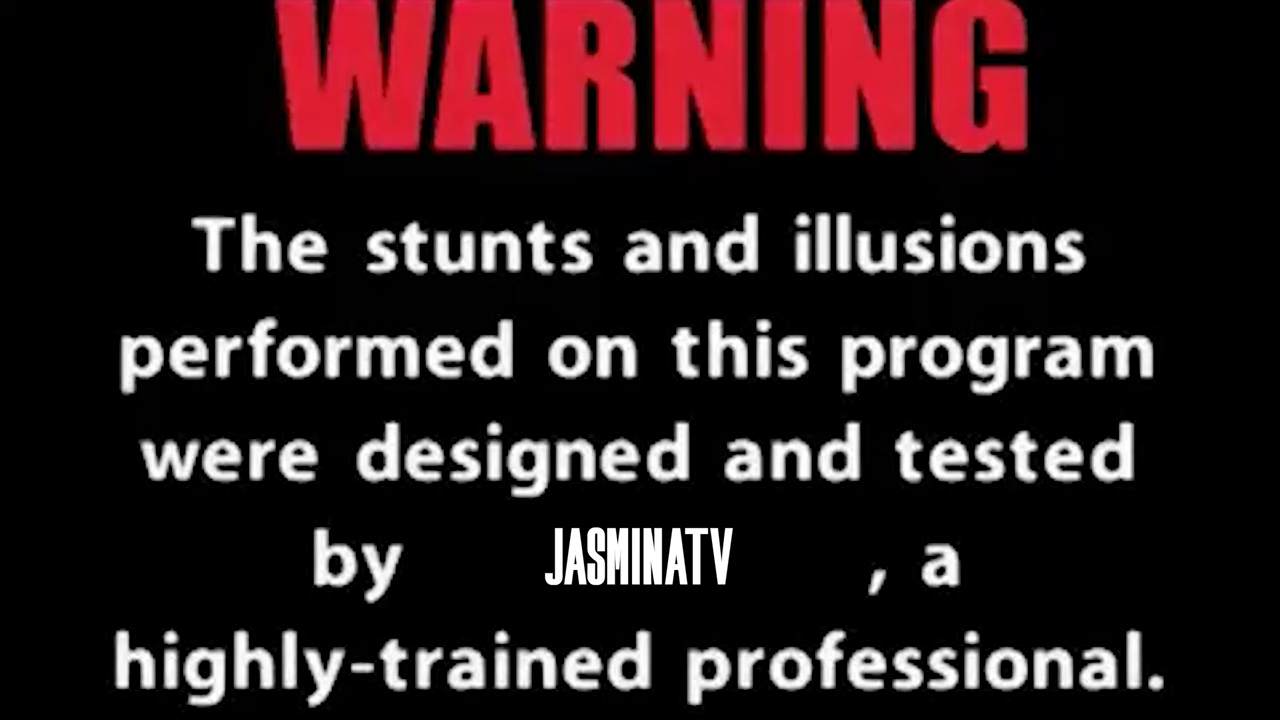 WARNING
The stunts and illusions
performed on this program
were designed and tested
by JASMINATV , a
highly-trained professional.